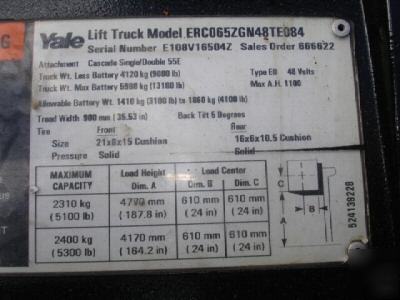 Yale Lift Truck Model ERC065ZGN48TE084
Serial Number E108V16504Z Sales Order 666622
Attachment Cascade Single/Double 55E
Truck Wt. Less Battery 4120 kg (9080 lb) Type EO 48 Volts
Truck Wt. Max Battery 5980 kg (13180 lb) Max A.H. 1100
Allowable Battery Wt. 1410 kg (3100 lb) to 1860 kg (4100 lb)
Tread Width 900 mm (35.53 in) Back Tilt 5 Degrees
Tire Front Rear
Size 21x8x15 Cushion 16x6x10.5 Cushion
Pressure Solid Solid
MAXIMUM CAPACITY Load Height Dim. A Load Center Dim. B Dim. C
2310 kg (5100 lb) 4770 mm (187.8 in) 610 mm (24 in) 610 mm (24 in)
2400 kg (5300 lb) 4170 mm (164.2 in) 610 mm (24 in) 610 mm (24 in)
C
B
A
524139228
G